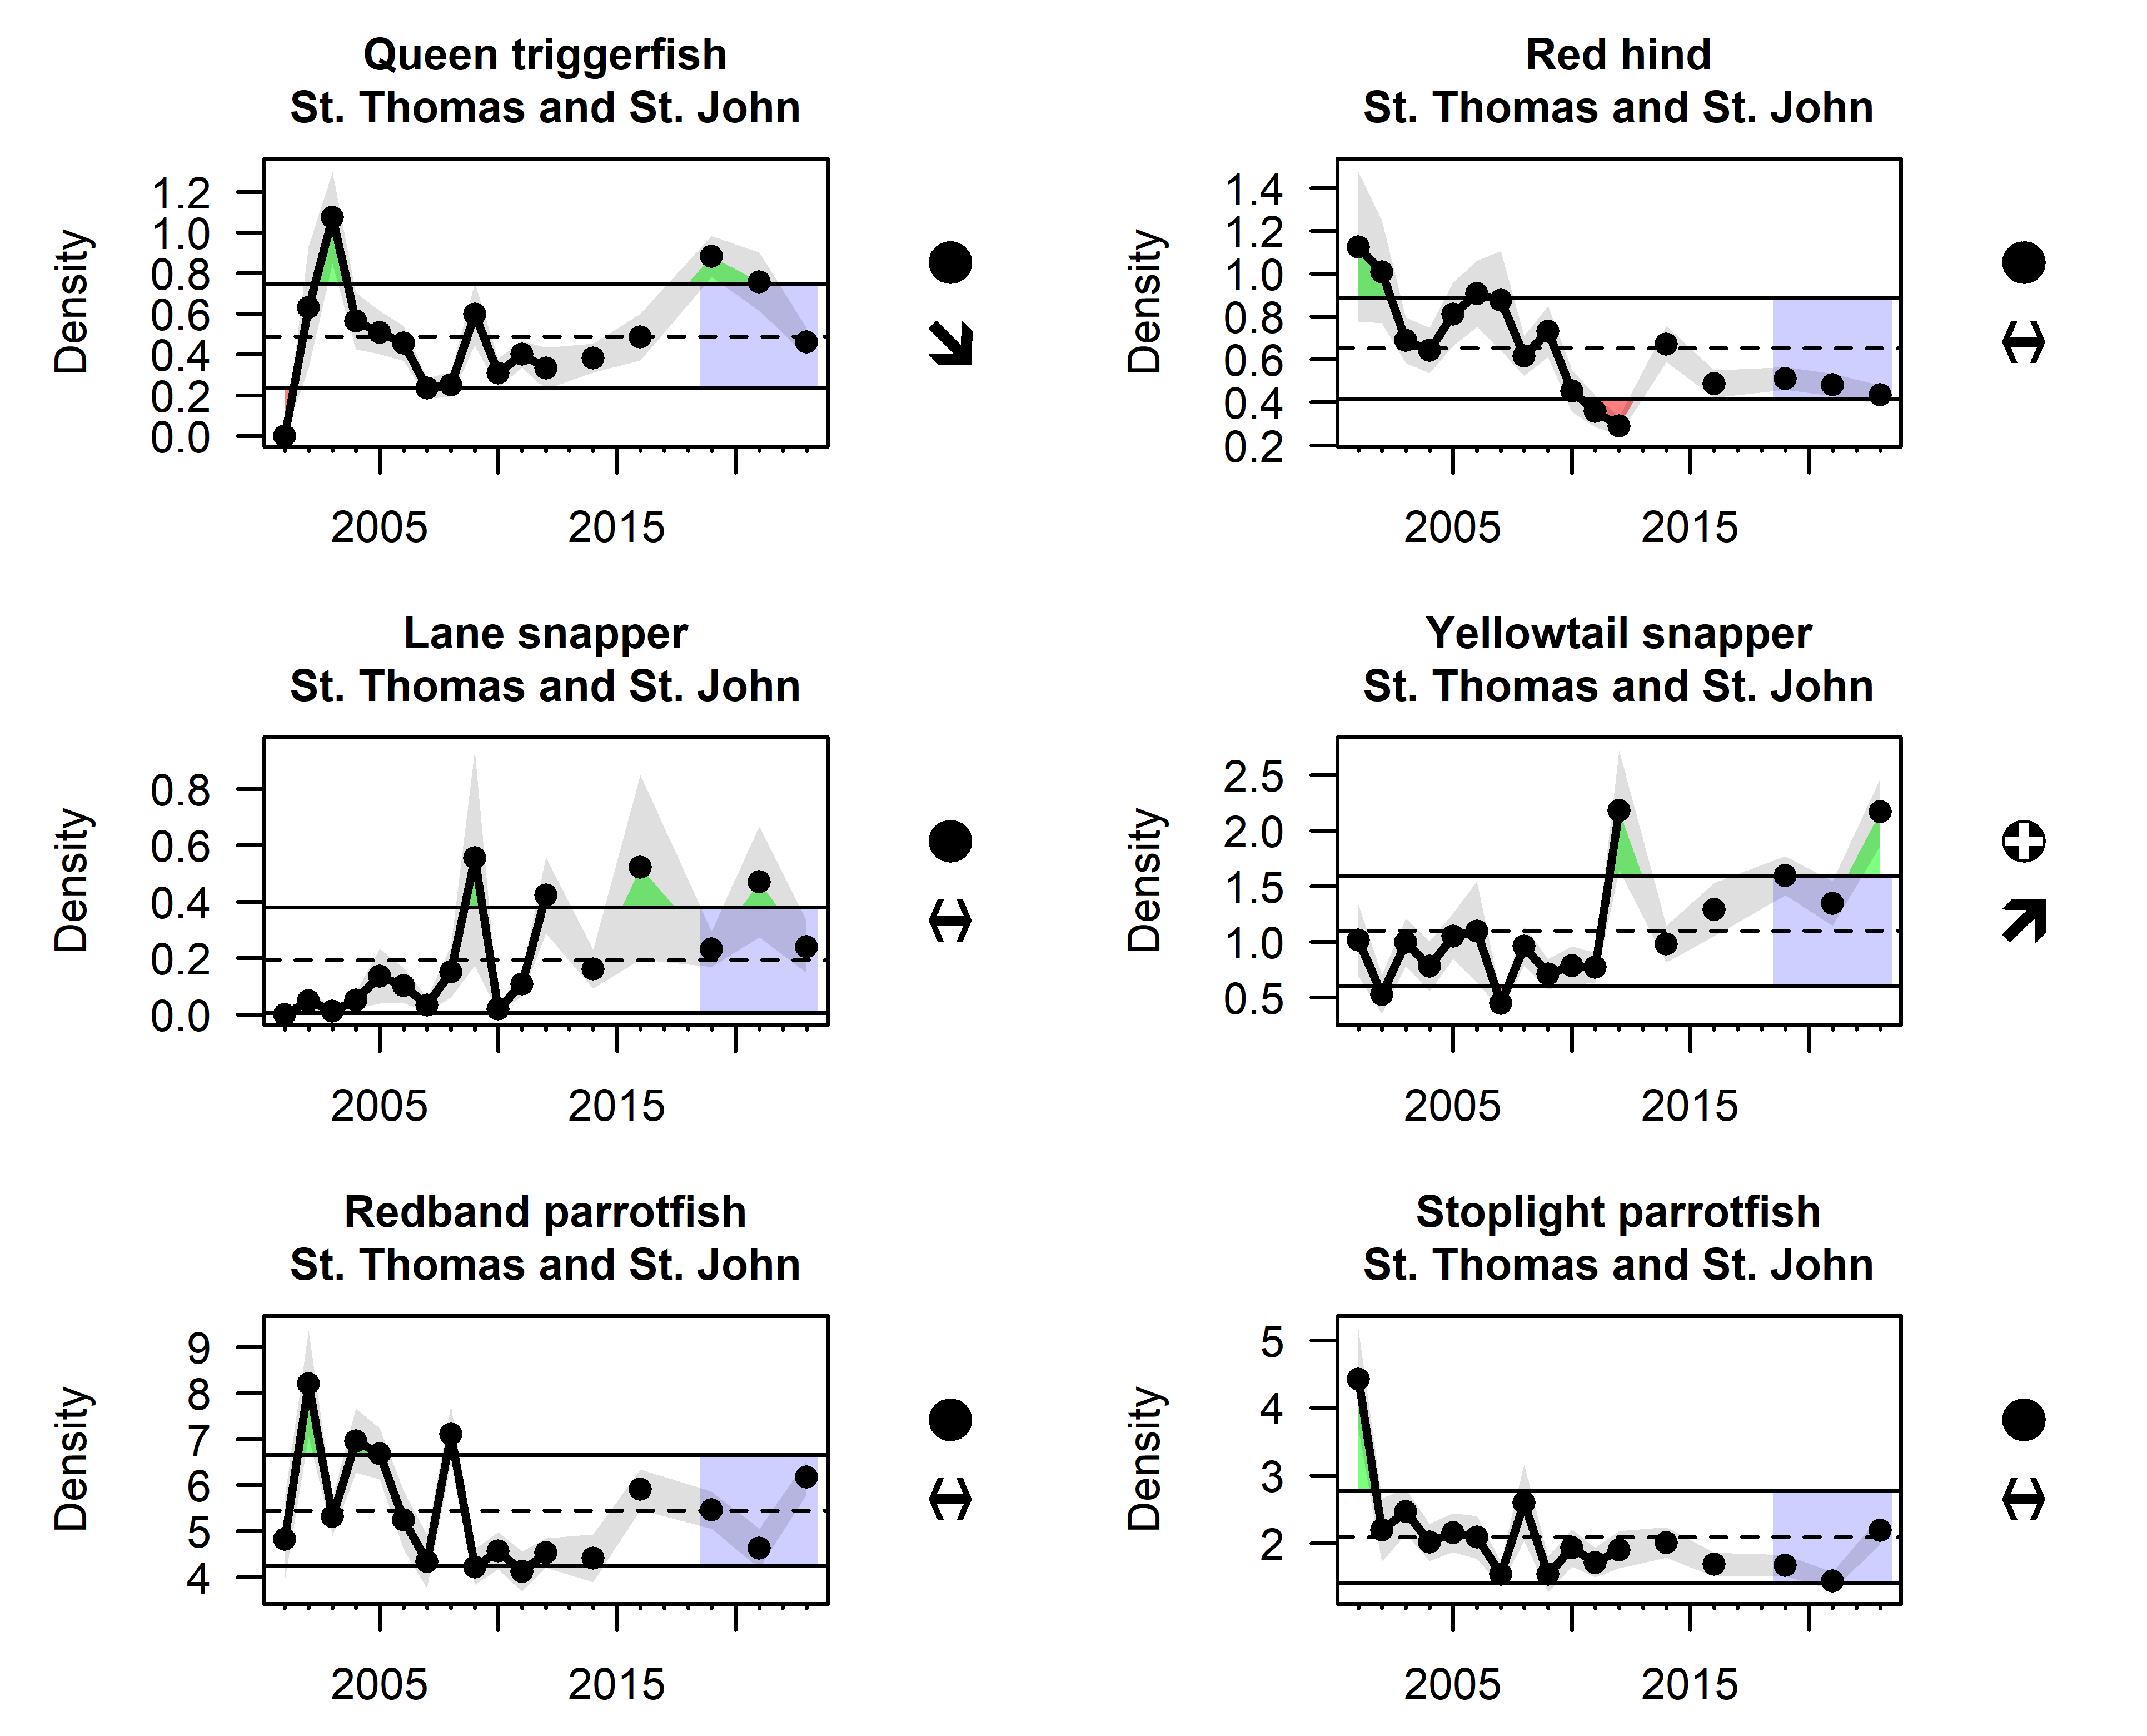 Queen triggerfish
St. Thomas and St. John
Density
1.2
1.0
0.8
0.6
0.4
0.2
0.0
2005 2015
Red hind
St. Thomas and St. John
Density
1.4
1.2
1.0
0.8
0.6
0.4
0.2
2005 2015
Lane snapper
St. Thomas and St. John
Density
0.8
0.6
0.4
0.2
0.0
2005 2015
Yellowtail snapper
St. Thomas and St. John
Density
2.5
2.0
1.5
1.0
0.5
2005 2015
Redband parrotfish
St. Thomas and St. John
Density
9
8
7
6
5
4
2005 2015
Stoplight parrotfish
St. Thomas and St. John
Density
5
4
3
2
2005 2015